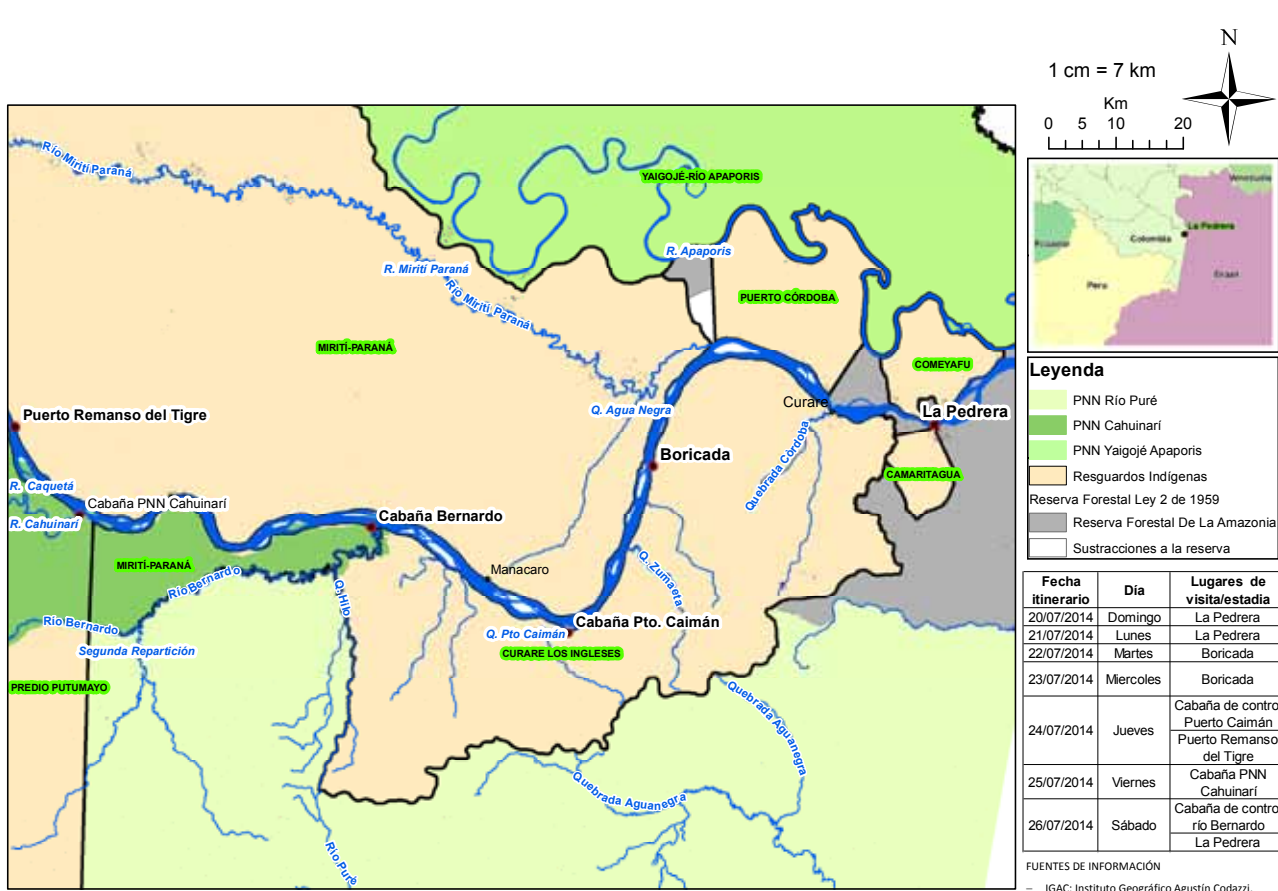 N
1 cm = 7 km
Km
0 5 10 20
Venezuela
La Pedrera
Ecuador
Colombia
Brasil
Peru
Río Mirití Paraná
YAIGOJÉ-RÍO APAPORIS
R. Apaporis
R. Mirití Paraná
Río Mirití Paraná
PUERTO CÓRDOBA
MIRITÍ-PARANÁ
COMEYAFU
Curare
Q. Agua Negra
La Pedrera
Puerto Remanso del Tigre
Quebrada Córdoba
Boricada
CAMARITAGUA
R. Caquetá
Cabaña PNN Cahuinarí
R. Cahuinarí
Cabaña Bernardo
MIRITÍ-PARANÁ
Manacaro
Q. Zumaeta
Río Bernardo
Q. Hilo
Río Bernardo
Cabaña Pto. Caimán
Q. Pto Caimán
Segunda Repartición
CURARE LOS INGLESES
PREDIO PUTUMAYO
Quebrada Aguanegra
Quebrada Aguanegra
Río Puré
Leyenda
PNN Río Puré
PNN Cahuinarí
PNN Yaigojé Apaporis
Resguardos Indígenas
Reserva Forestal Ley 2 de 1959
Reserva Forestal De La Amazonia
Sustracciones a la reserva
Fecha itinerario Día Lugares de visita/estadia
20/07/2014 Domingo La Pedrera
21/07/2014 Lunes La Pedrera
22/07/2014 Martes Boricada
23/07/2014 Miercoles Boricada
24/07/2014 Jueves Cabaña de contro
Puerto Caimán
Puerto Remanso
del Tigre
25/07/2014 Viernes Cabaña PNN
Cahuinarí
26/07/2014 Sábado Cabaña de contro
río Bernardo
La Pedrera
FUENTES DE INFORMACIÓN
– IGAC: Instituto Geográfico Agustín Codazzi.